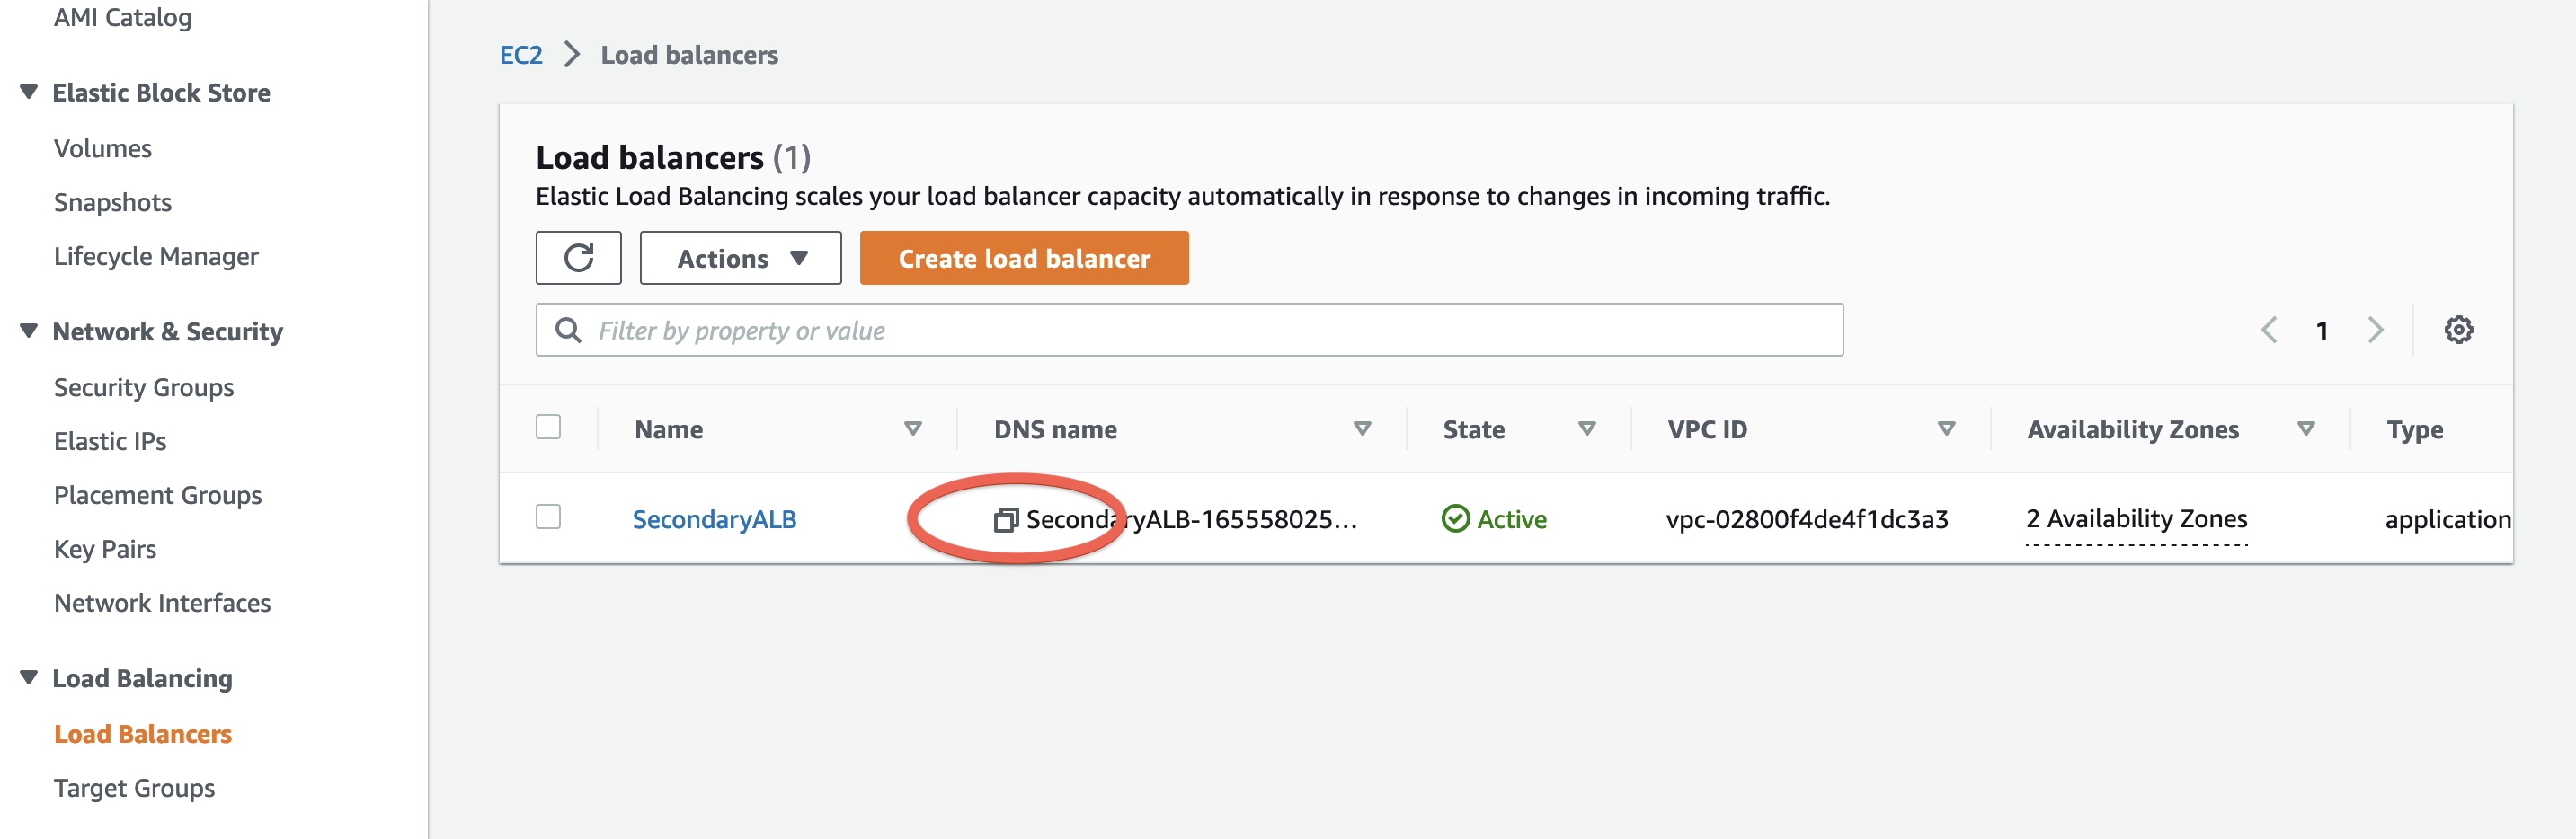 AMI Catalog
Elastic Block Store
Volumes
Snapshots
Lifecycle Manager
Network & Security
Security Groups
Elastic IPs
Placement Groups
Key Pairs
Network Interfaces
Load Balancing
Load Balancers
Target Groups
EC2 > Load balancers
Load balancers (1)
Elastic Load Balancing scales your load balancer capacity automatically in response to changes in incoming traffic.
Actions Create load balancer
Filter by property or value 1
Name DNS name State VPC ID Availability Zones Type
SecondaryALB SecondaryALB-165558025... Active vpc-02800f4de4f1dc3a3 2 Availability Zones application